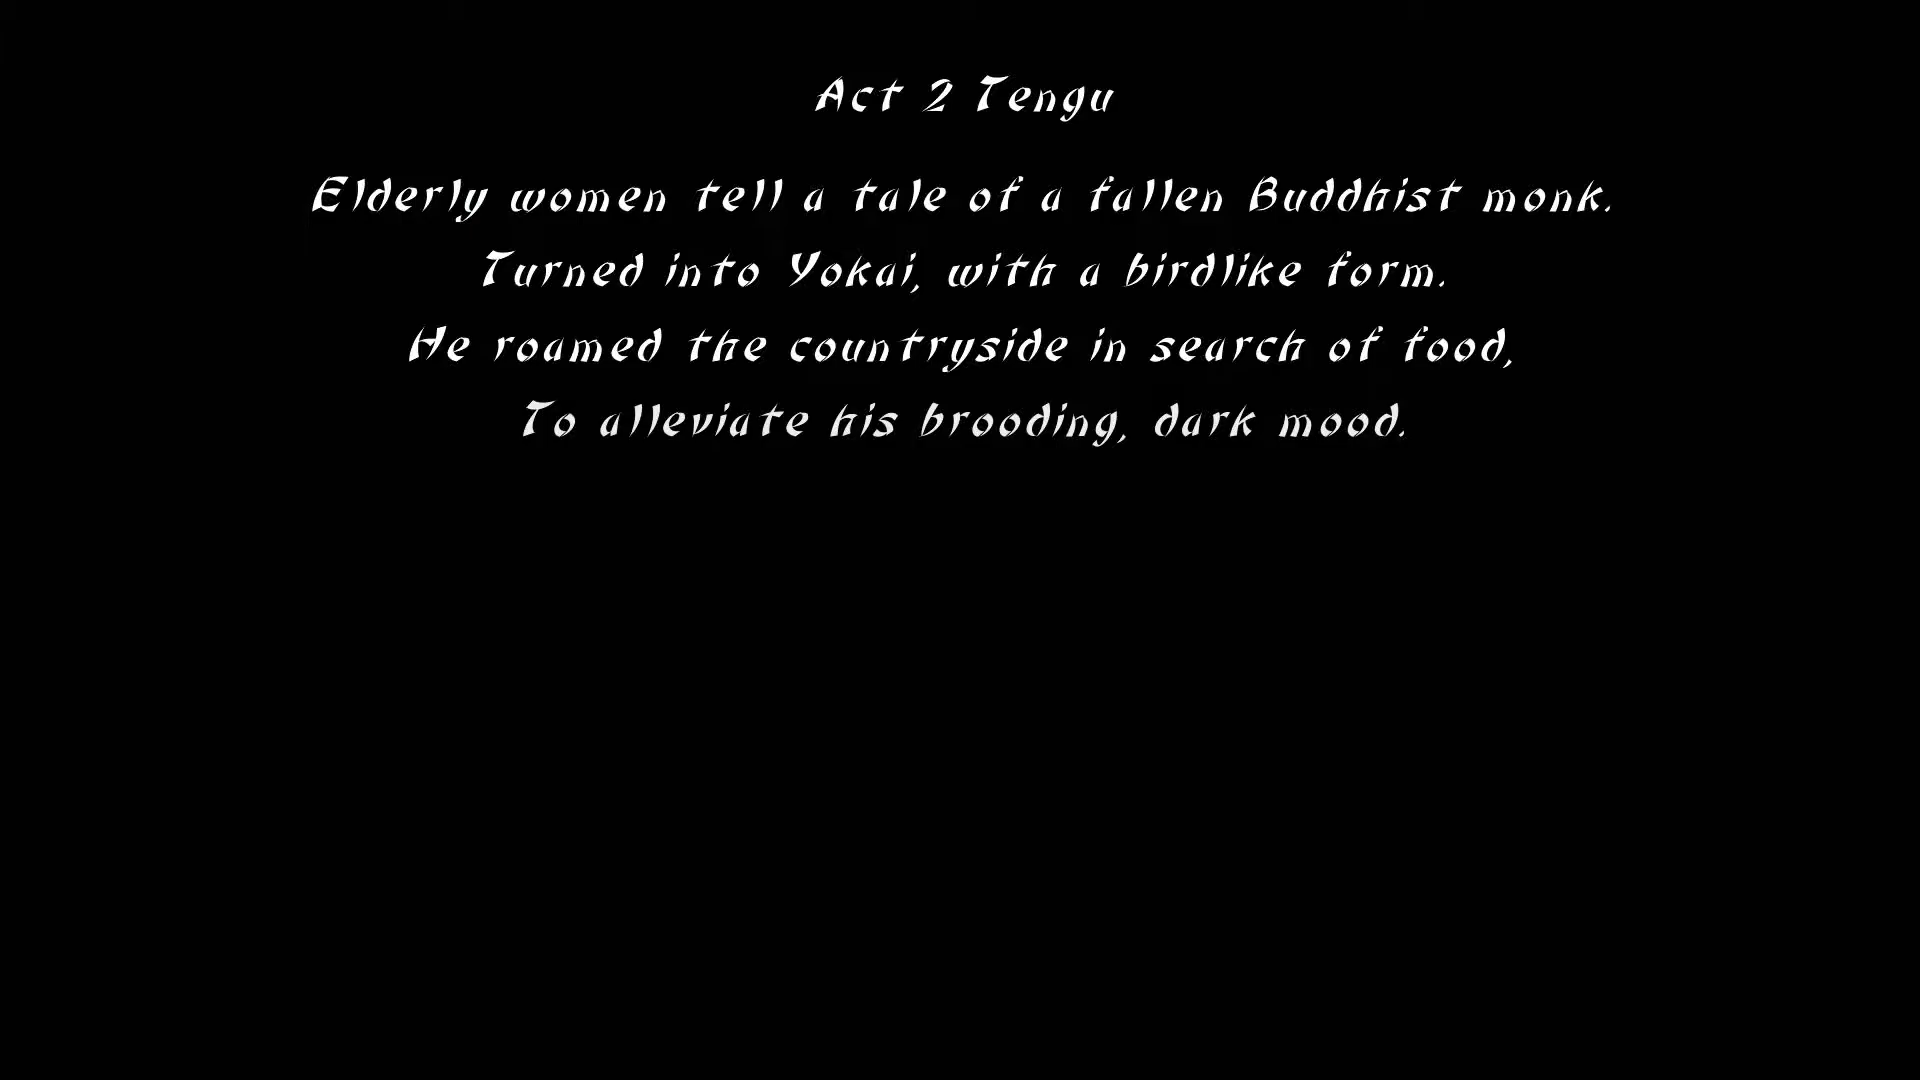 Act 2 Tengu
Elderly women tell a tale of a fallen Buddhist monk.
Turned into Yokai, with a birdlike form.
He roamed the countryside in search of food,
To alleviate his brooding, dark mood.